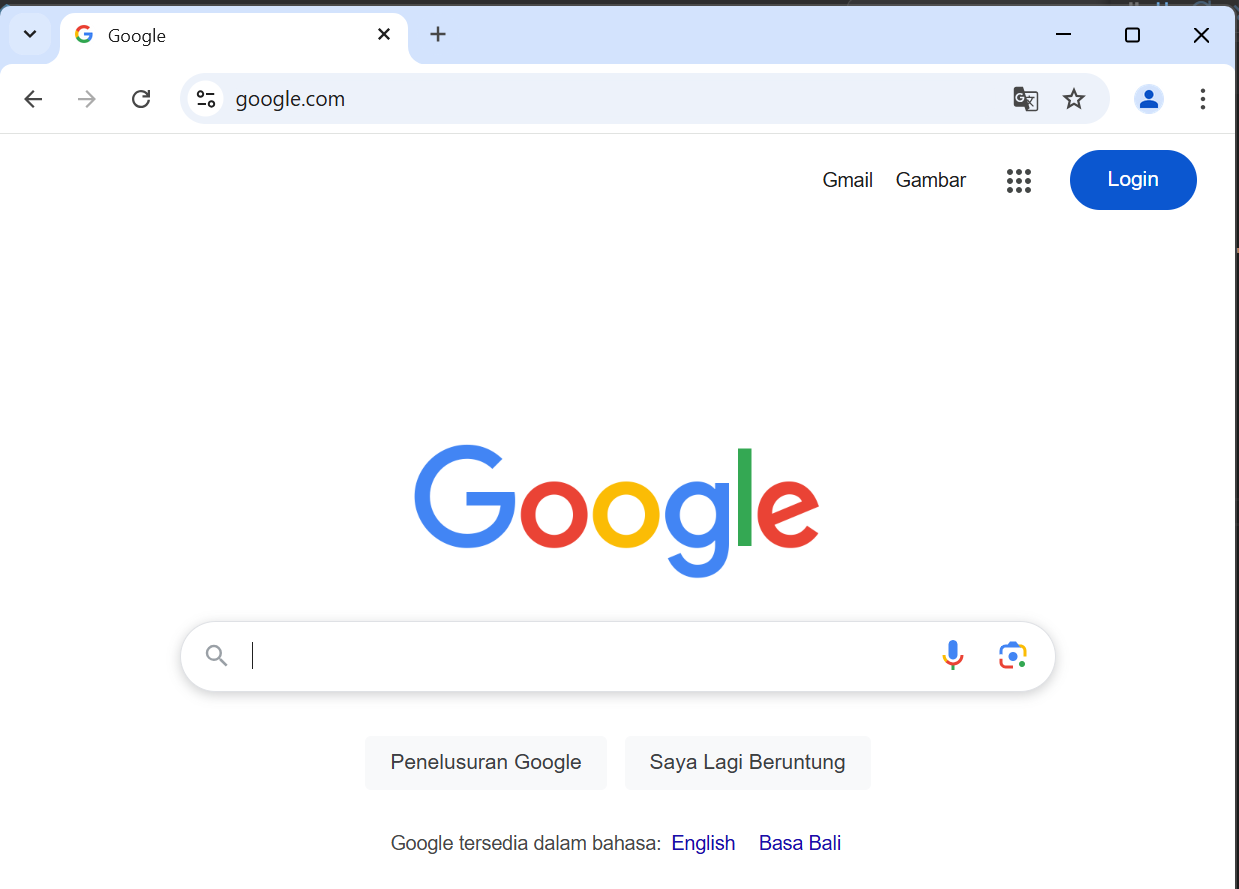 Google
google.com
Gmail Gambar Login
Google
Penelusuran Google Saya Lagi Beruntung
Google tersedia dalam bahasa: English Basa Bali